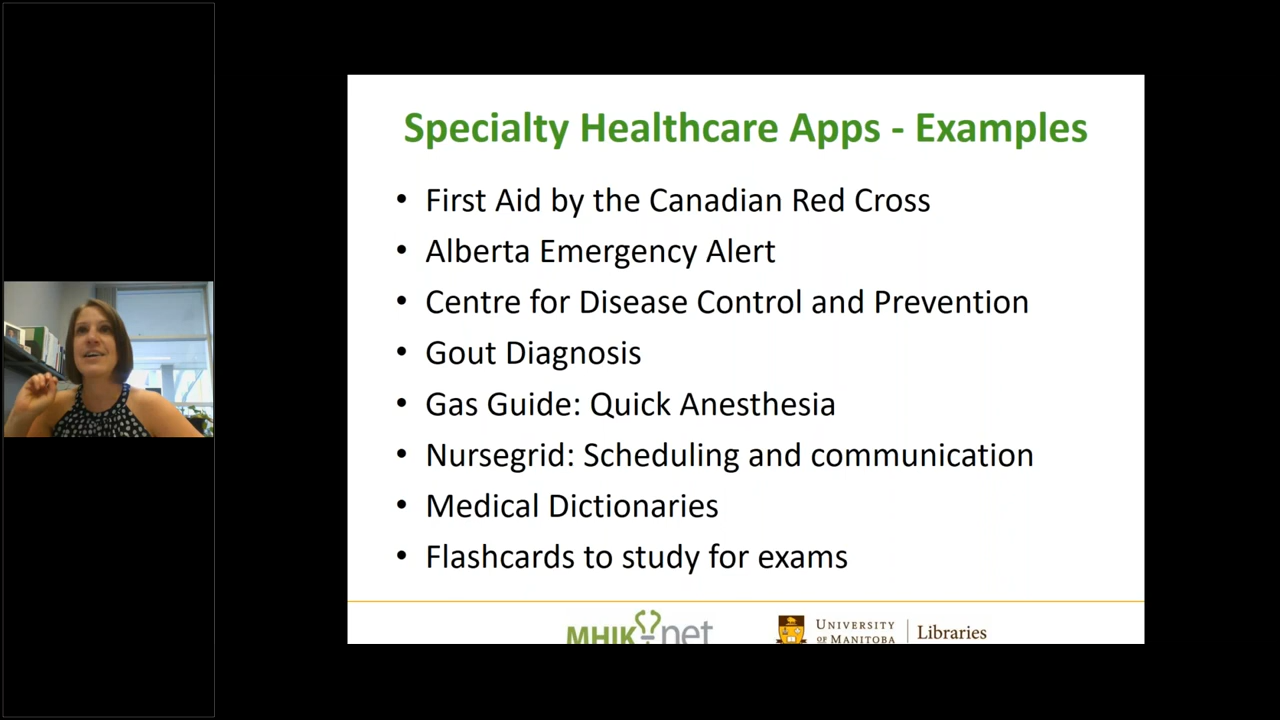 Specialty Healthcare Apps - Examples
• First Aid by the Canadian Red Cross
• Alberta Emergency Alert
• Centre for Disease Control and Prevention
• Gout Diagnosis
• Gas Guide: Quick Anesthesia
• Nursegrid: Scheduling and communication
• Medical Dictionaries
• Flashcards to study for exams
MHIKnet
UNIVERSITY
OF MANITOBA
Libraries